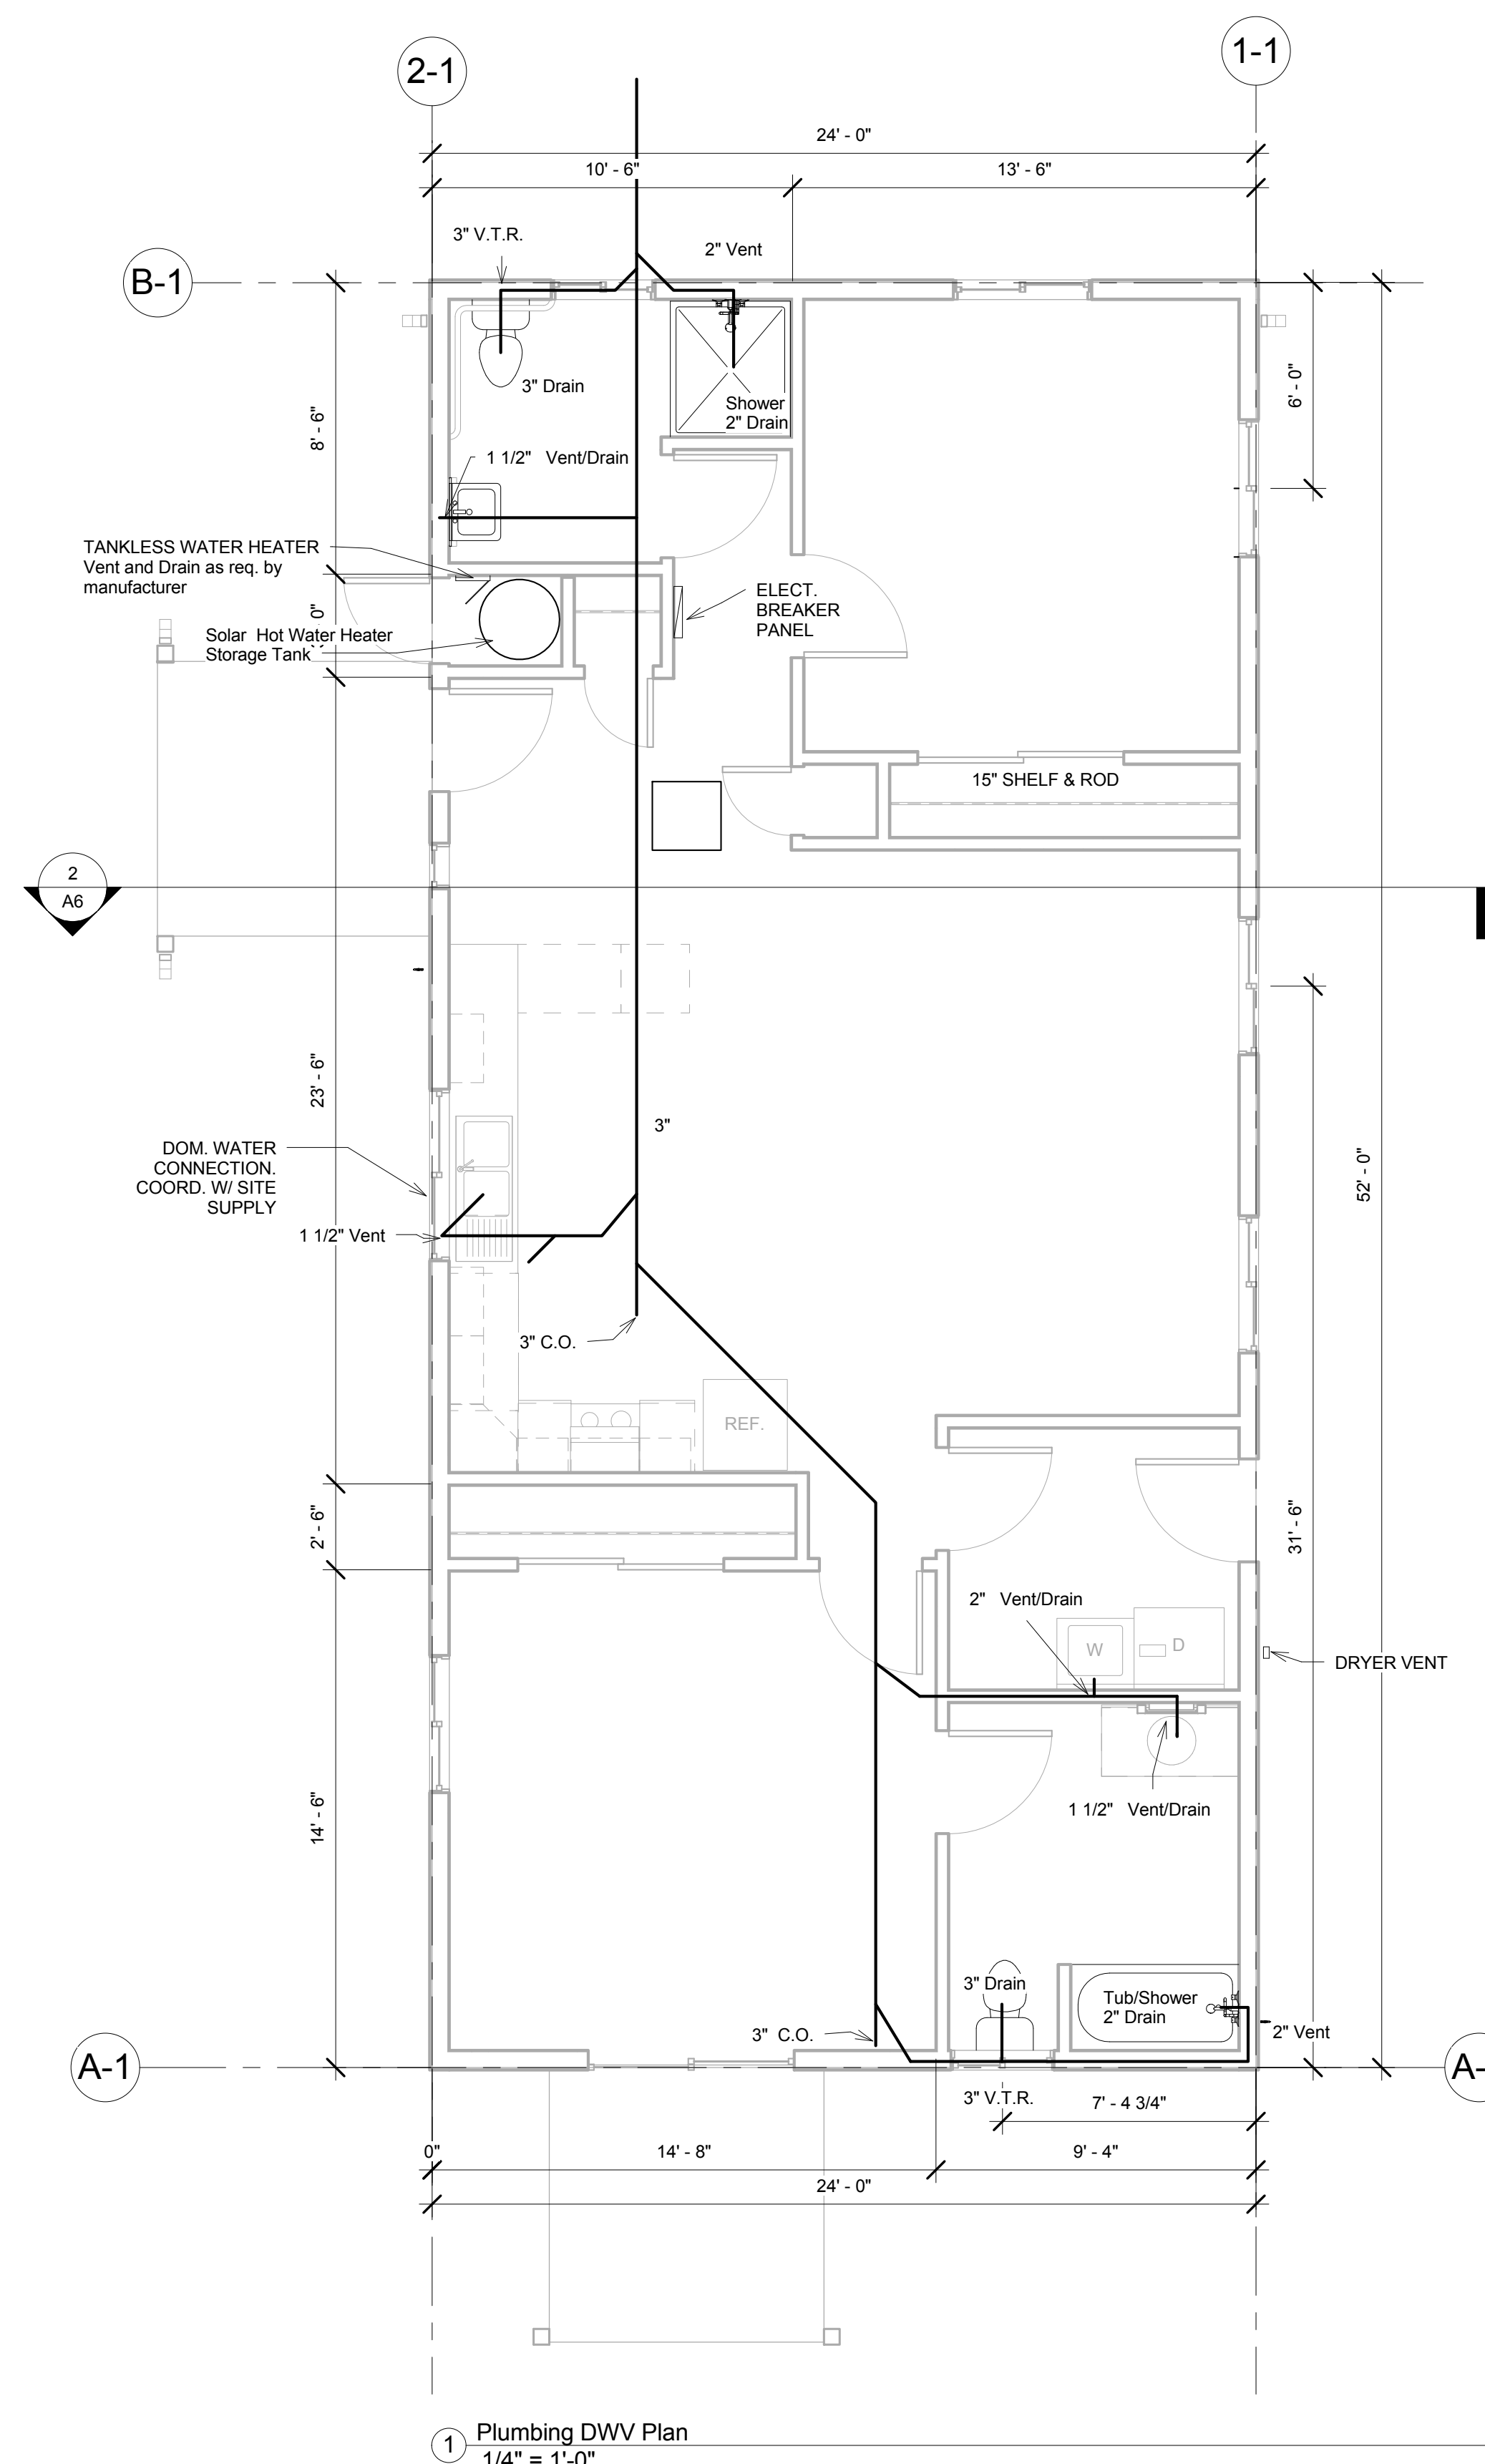 2-1
1-1
24' - 0"
10' - 6"
13' - 6"
3" V.T.R.
2" Vent
B-1
6' - 0"
3" Drain
Shower
2" Drain
8' - 6"
1 1/2"   Vent/Drain
TANKLESS WATER HEATER
Vent and Drain as req. by
manufacturer
ELECT.
BREAKER
PANEL
0"
Solar  Hot Water Heater
Storage Tank
15" SHELF & ROD
2
A6
23' - 6"
3"
DOM. WATER
CONNECTION.
COORD. W/ SITE
SUPPLY
52' - 0"
1 1/2" Vent
3" C.O.
REF.
2' - 6"
31' - 6"
2"   Vent/Drain
W
D
DRYER VENT
14' - 6"
1 1/2"   Vent/Drain
3" Drain
Tub/Shower
2" Drain
3"  C.O.
2" Vent
A-1
A-
3" V.T.R.
7' - 4 3/4"
0"
14' - 8"
9' - 4"
24' - 0"
1
Plumbing DWV Plan
1/4" = 1'-0"